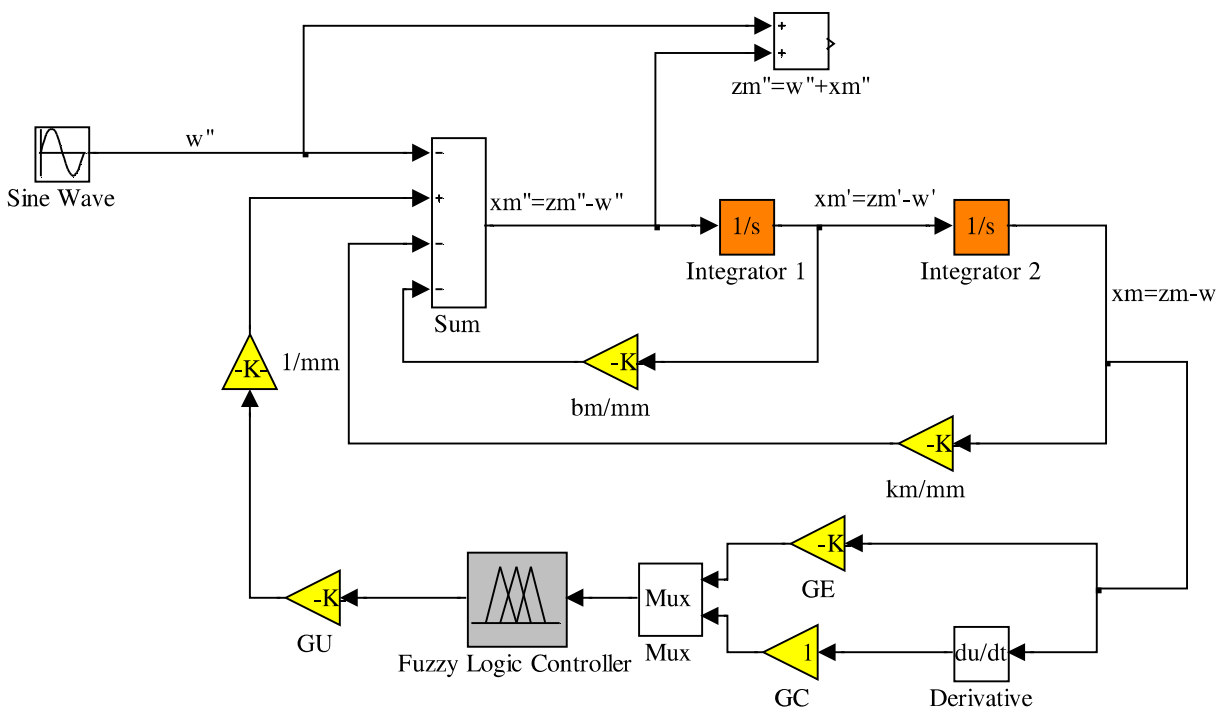 +
+
zm"=w"+xm"
w"
Sine Wave
-
+
-
-
Sum
xm"=zm"-w"
1/s
Integrator 1
xm'=zm'-w'
1/s
Integrator 2
xm=zm-w
-K-
1/mm
-K
bm/mm
-K
km/mm
-K
GE
-K
GU
Fuzzy Logic Controller
Mux
Mux
1
GC
du/dt
Derivative